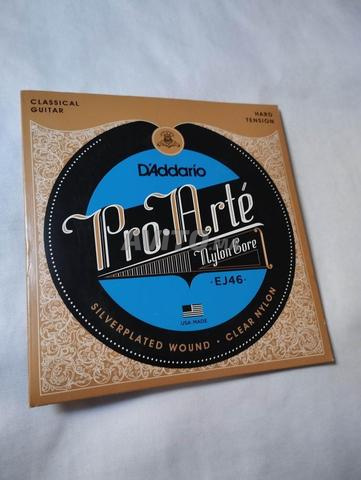 CLASSICAL
GUITAR
HARD
TENSION
D'Addario
Pro·Arté
Nylon Core
·EJ46·
USA MADE
SILVERPLATED WOUND · CLEAR NYLON